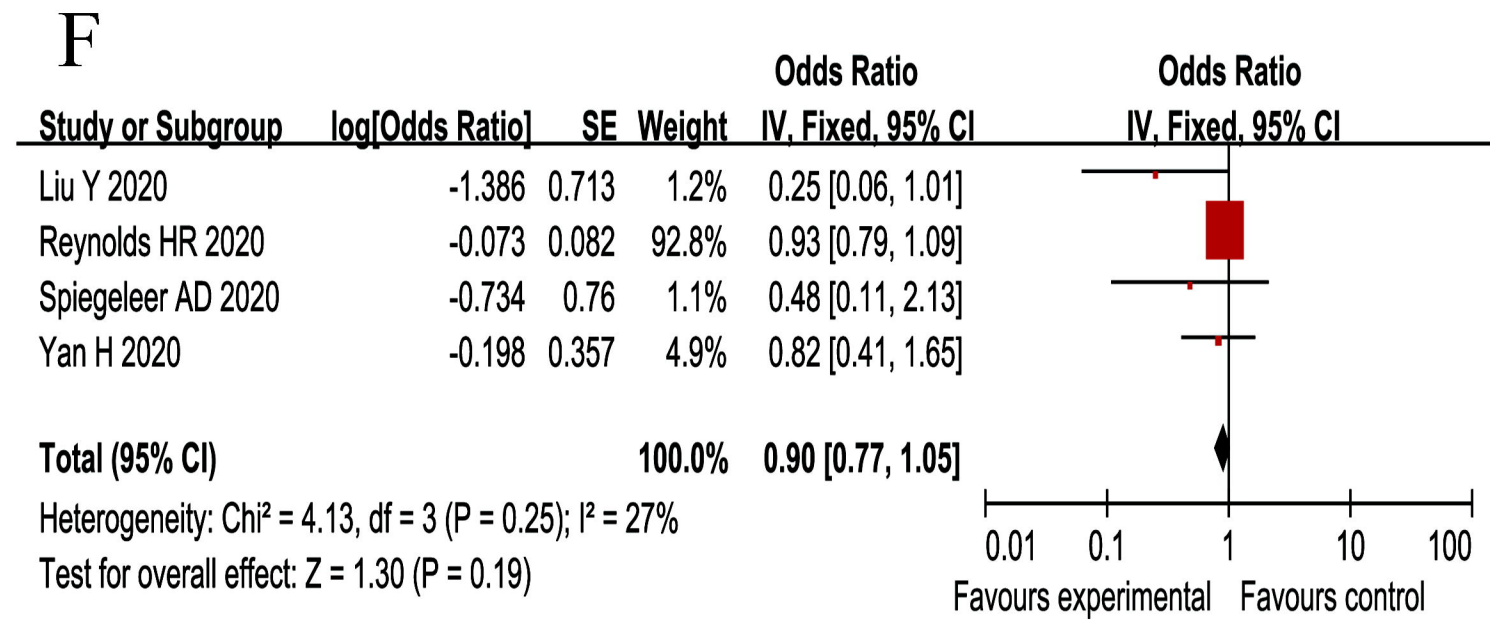 F
Odds Ratio Odds Ratio
Study or Subgroup log[Odds Ratio] SE Weight IV, Fixed, 95% CI IV, Fixed, 95% CI
Liu Y 2020 -1.386 0.713 1.2% 0.25 [0.06, 1.01]
Reynolds HR 2020 -0.073 0.082 92.8% 0.93 [0.79, 1.09]
Spiegeleer AD 2020 -0.734 0.76 1.1% 0.48 [0.11, 2.13]
Yan H 2020 -0.198 0.357 4.9% 0.82 [0.41, 1.65]
Total (95% CI) 100.0% 0.90 [0.77, 1.05]
Heterogeneity: Chi² = 4.13, df = 3 (P = 0.25); I² = 27%
Test for overall effect: Z = 1.30 (P = 0.19)
0.01 0.1 1 10 100
Favours experimental Favours control